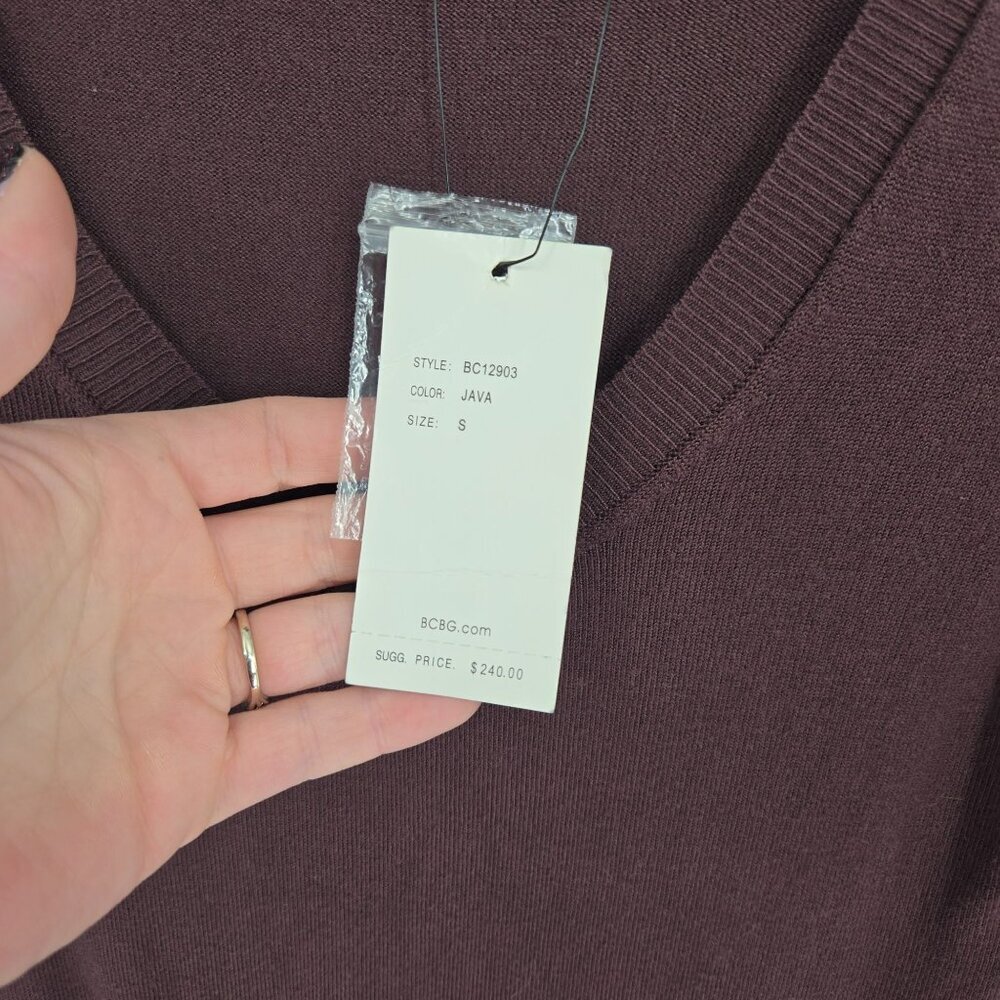 STYLE: BC12903
COLOR: JAVA
SIZE: S
BCBG.com
SUGG. PRICE. $240.00